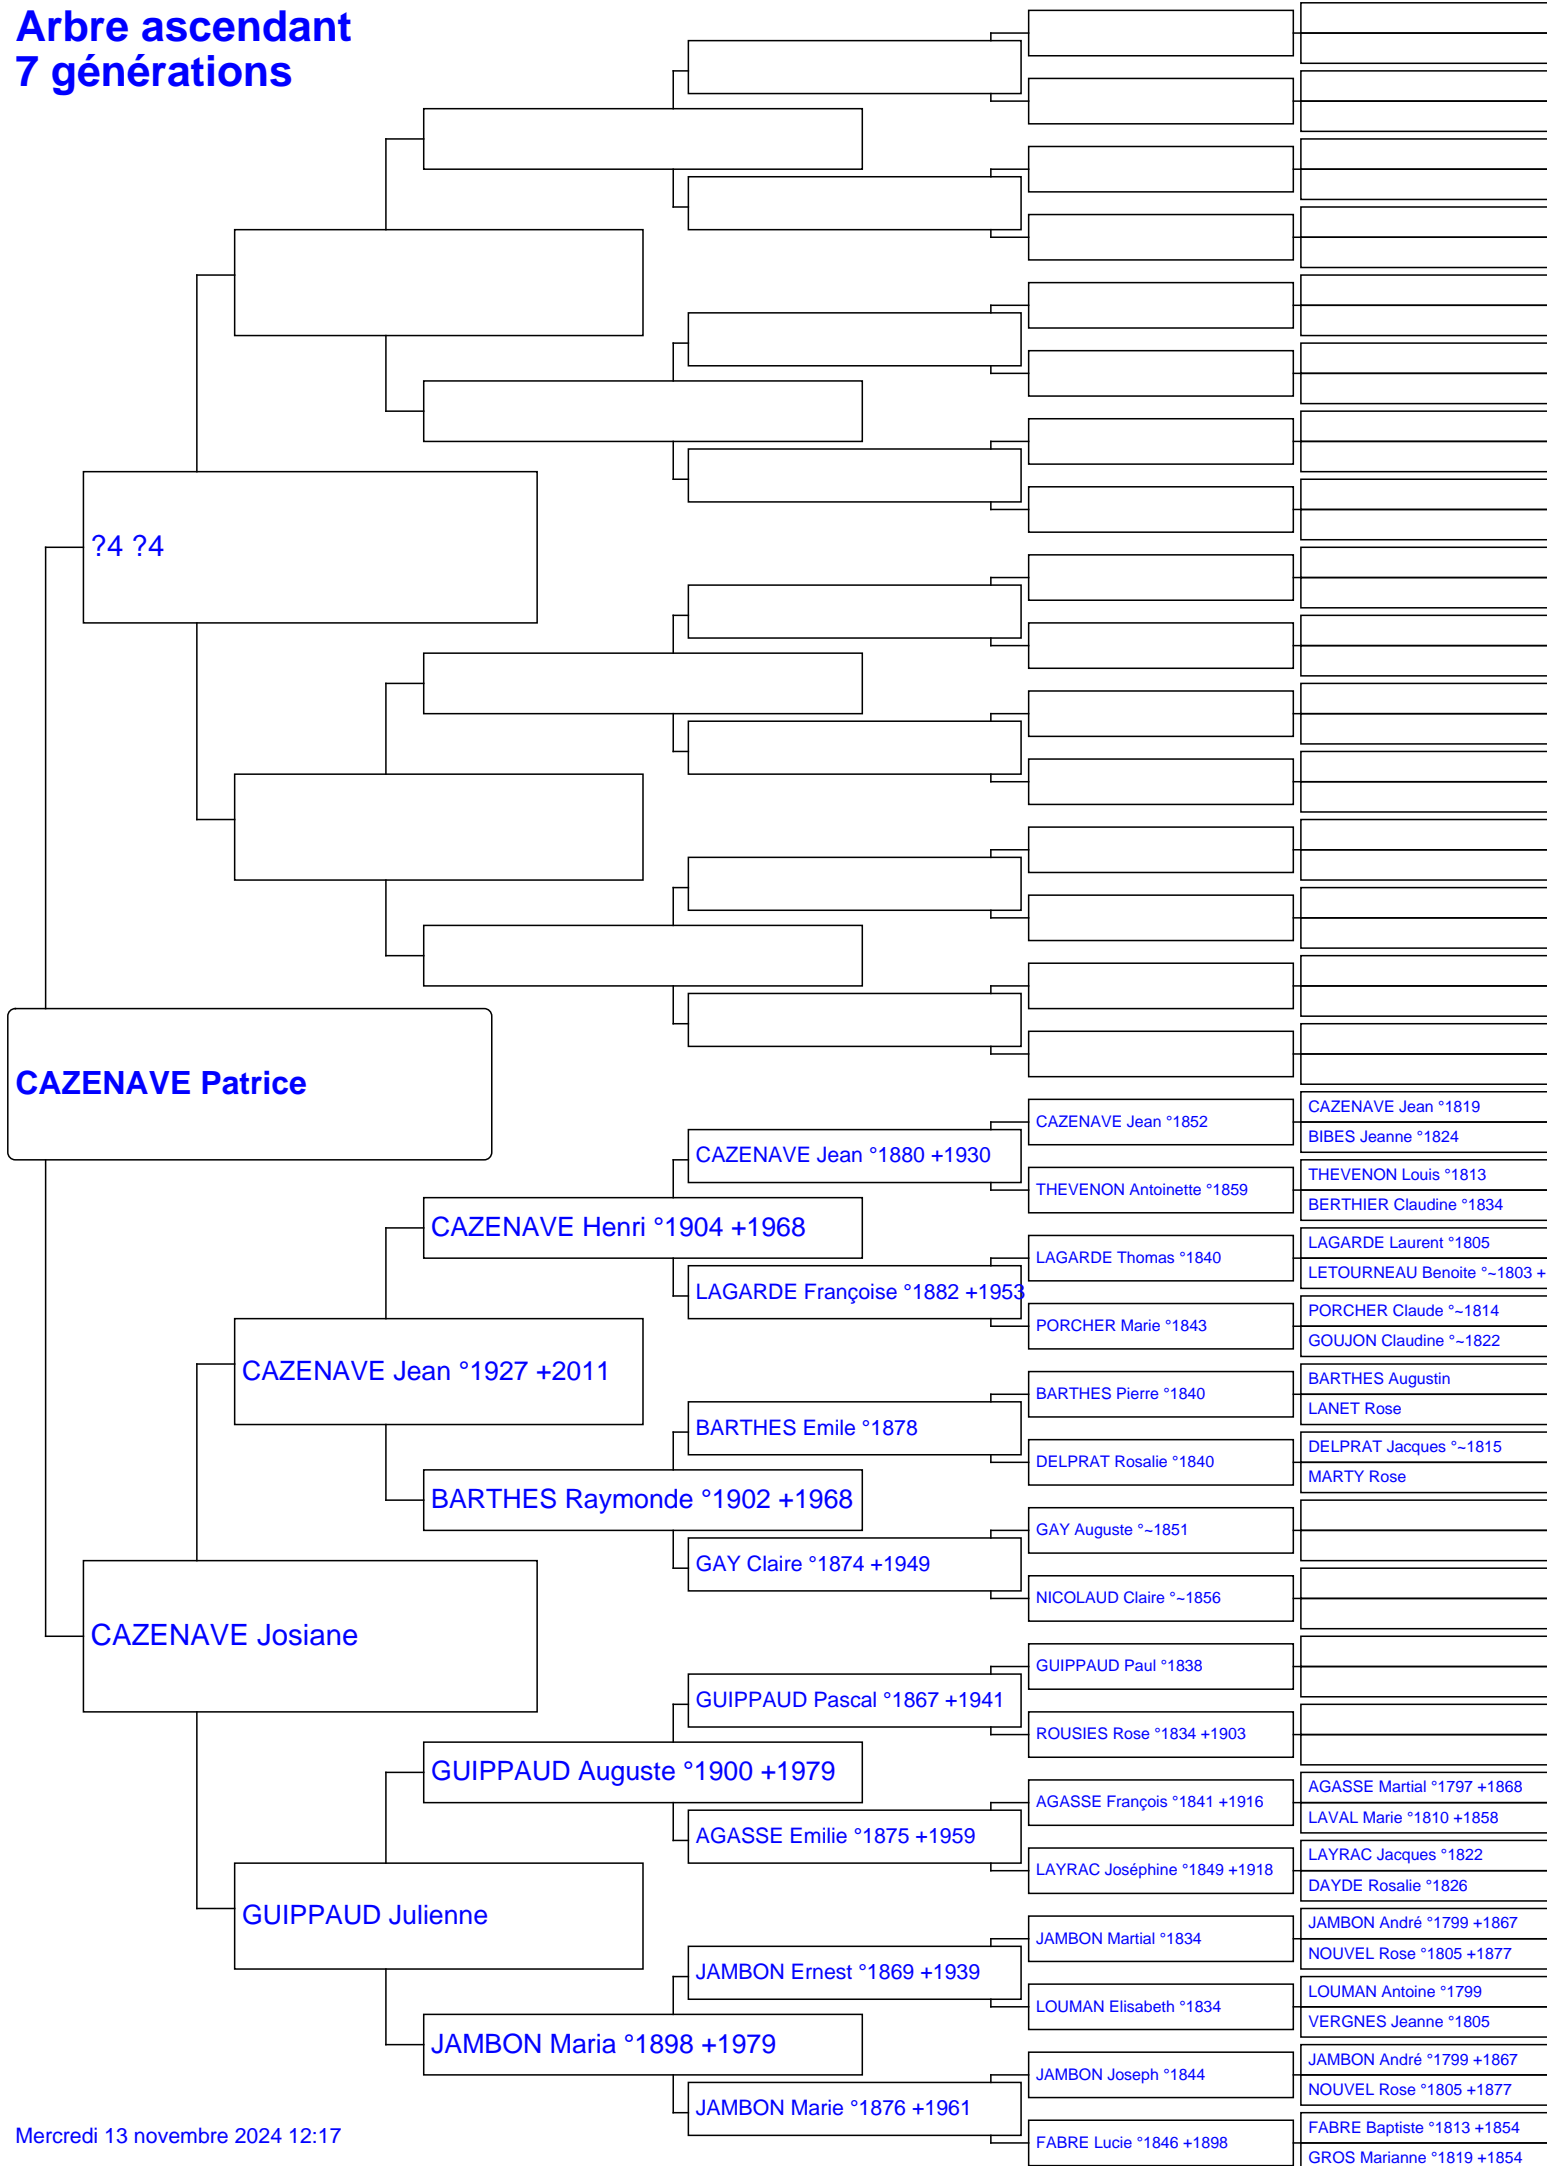 Arbre ascendant
7 générations
?4 ?4
CAZENAVE Patrice
CAZENAVE Jean °1819
CAZENAVE Jean °1852
BIBES Jeanne °1824
CAZENAVE Jean °1880 +1930
THEVENON Louis °1813
THEVENON Antoinette °1859
BERTHIER Claudine °1834
CAZENAVE Henri °1904 +1968
LAGARDE Laurent °1805
LAGARDE Thomas °1840
LETOURNEAU Benoite °~1803 +
LAGARDE Françoise °1882 +1953
PORCHER Claude °~1814
PORCHER Marie °1843
GOUJON Claudine °~1822
CAZENAVE Jean °1927 +2011
BARTHES Augustin
BARTHES Pierre °1840
LANET Rose
BARTHES Emile °1878
DELPRAT Jacques °~1815
DELPRAT Rosalie °1840
MARTY Rose
BARTHES Raymonde °1902 +1968
GAY Auguste °~1851
GAY Claire °1874 +1949
NICOLAUD Claire °~1856
CAZENAVE Josiane
GUIPPAUD Paul °1838
GUIPPAUD Pascal °1867 +1941
ROUSIES Rose °1834 +1903
GUIPPAUD Auguste °1900 +1979
AGASSE Martial °1797 +1868
AGASSE François °1841 +1916
LAVAL Marie °1810 +1858
AGASSE Emilie °1875 +1959
LAYRAC Jacques °1822
LAYRAC Joséphine °1849 +1918
DAYDE Rosalie °1826
GUIPPAUD Julienne
JAMBON André °1799 +1867
JAMBON Martial °1834
NOUVEL Rose °1805 +1877
JAMBON Ernest °1869 +1939
LOUMAN Antoine °1799
LOUMAN Elisabeth °1834
VERGNES Jeanne °1805
JAMBON Maria °1898 +1979
JAMBON André °1799 +1867
JAMBON Joseph °1844
NOUVEL Rose °1805 +1877
JAMBON Marie °1876 +1961
FABRE Baptiste °1813 +1854
FABRE Lucie °1846 +1898
GROS Marianne °1819 +1854
Mercredi 13 novembre 2024 12:17